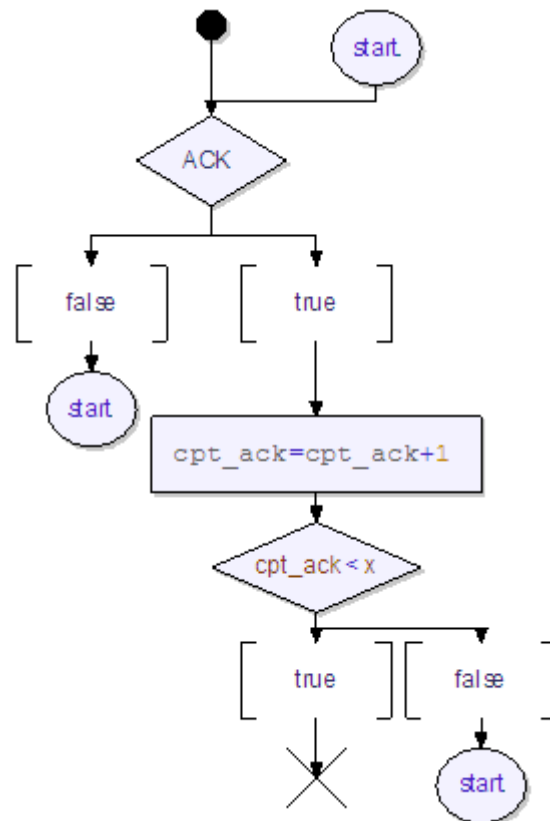 start
ACK
false
true
start
cpt_ack=cpt_ack+1
cpt_ack < x
true
false
start